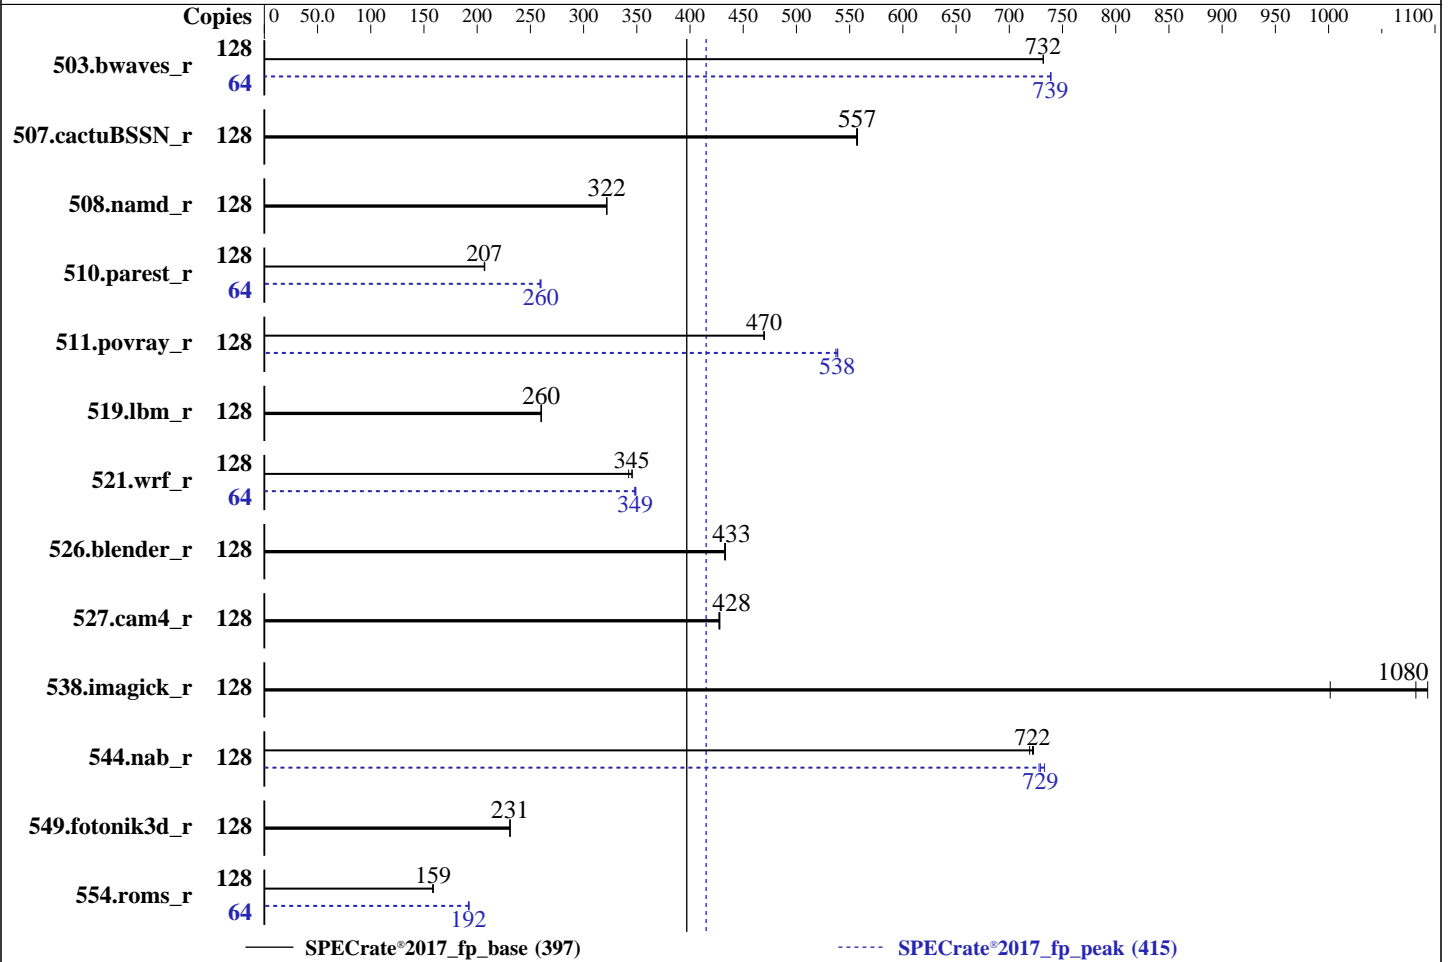 Copies 0 50.0 100 150 200 250 300 350 400 450 500 550 600 650 700 750 800 850 900 950 1000 1100
503.bwaves_r 128 732
64 739
507.cactuBSSN_r 128 557
508.namd_r 128 322
510.parest_r 128 207
64 260
511.povray_r 128 470
538
519.lbm_r 128 260
521.wrf_r 128 345
64 349
526.blender_r 128 433
527.cam4_r 128 428
538.imagick_r 128 1080
544.nab_r 128 722
729
549.fotonik3d_r 128 231
554.roms_r 128 159
64 192
SPECrate®2017_fp_base (397) SPECrate®2017_fp_peak (415)